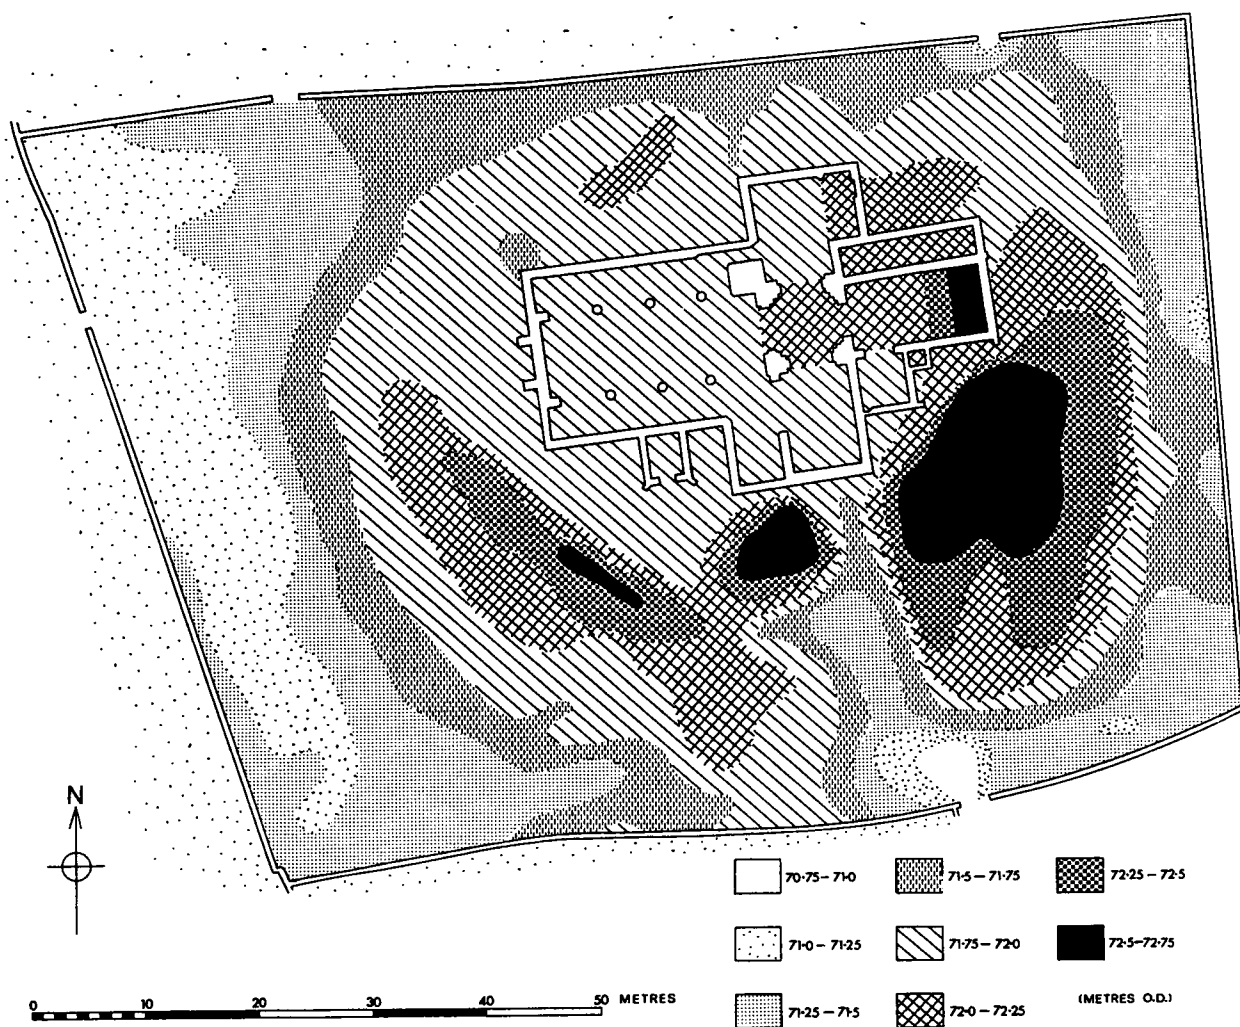 N
70·75 – 71·0
71·5 – 71·75
72·25 – 72·5
71·0 – 71·25
71·75 – 72·0
72·5 – 72·75
71·25 – 71·5
72·0 – 72·25
(METRES O.D.)
0 10 20 30 40 50 METRES